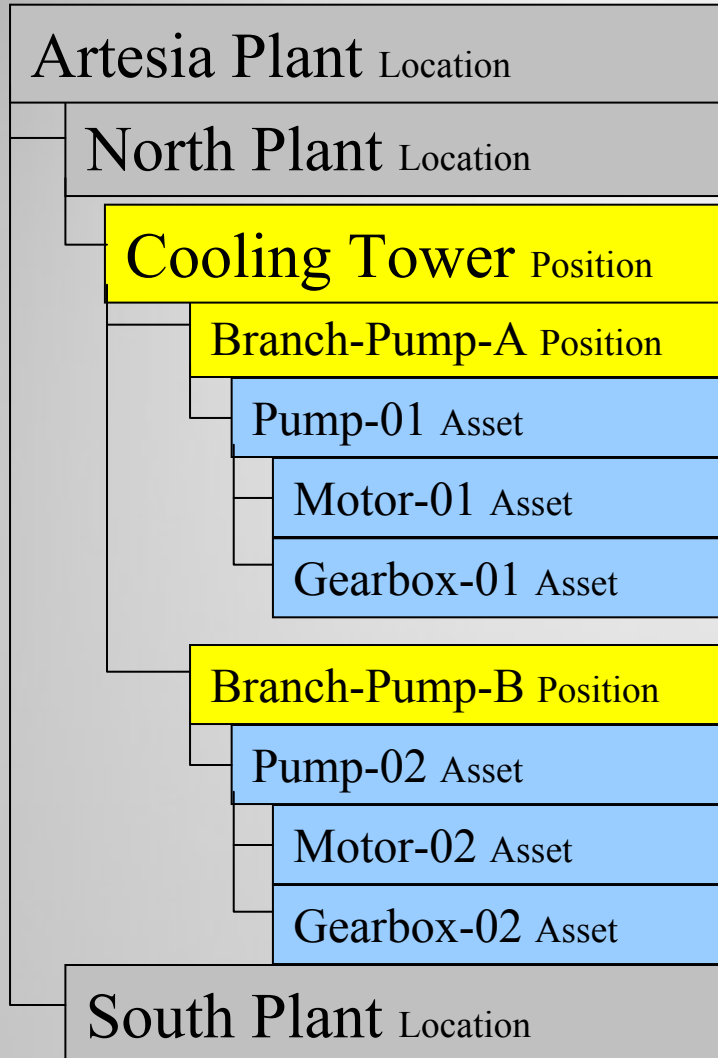 Artesia Plant Location
North Plant Location
Cooling Tower Position
Branch-Pump-A Position
Pump-01 Asset
Motor-01 Asset
Gearbox-01 Asset
Branch-Pump-B Position
Pump-02 Asset
Motor-02 Asset
Gearbox-02 Asset
South Plant Location